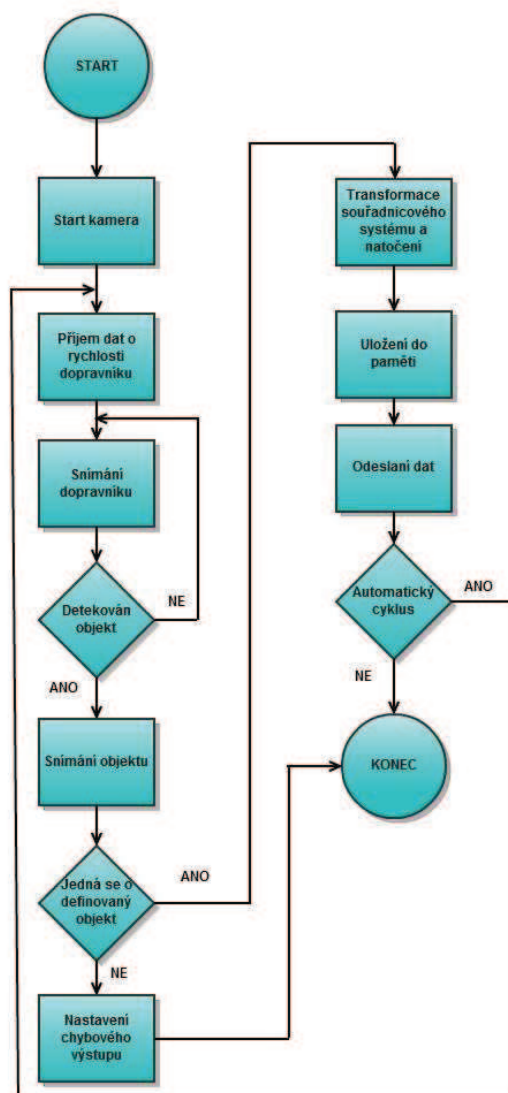 START
Start kamera
Příjem dat o
rychlosti
dopravníku
Snímání
dopravníku
Detekován
objekt
NE
ANO
Snímání objektu
Jedná se o
definovaný
objekt
ANO
NE
Nastavení
chybového
výstupu
Transformace
souřadnicového
systému a
natočení
Uložení do
paměti
Odeslaní dat
Automatický
cyklus
ANO
NE
KONEC